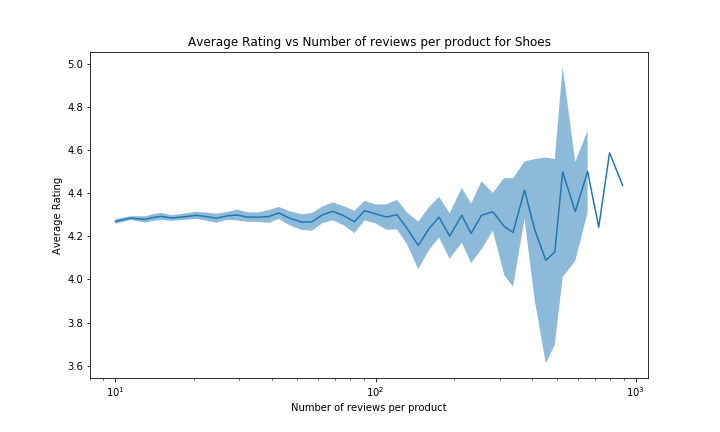 Average Rating vs Number of reviews per product for Shoes
5.0
4.8
4.6
4.4
4.2
4.0
3.8
3.6
Average Rating
10¹ 10² 10³
Number of reviews per product